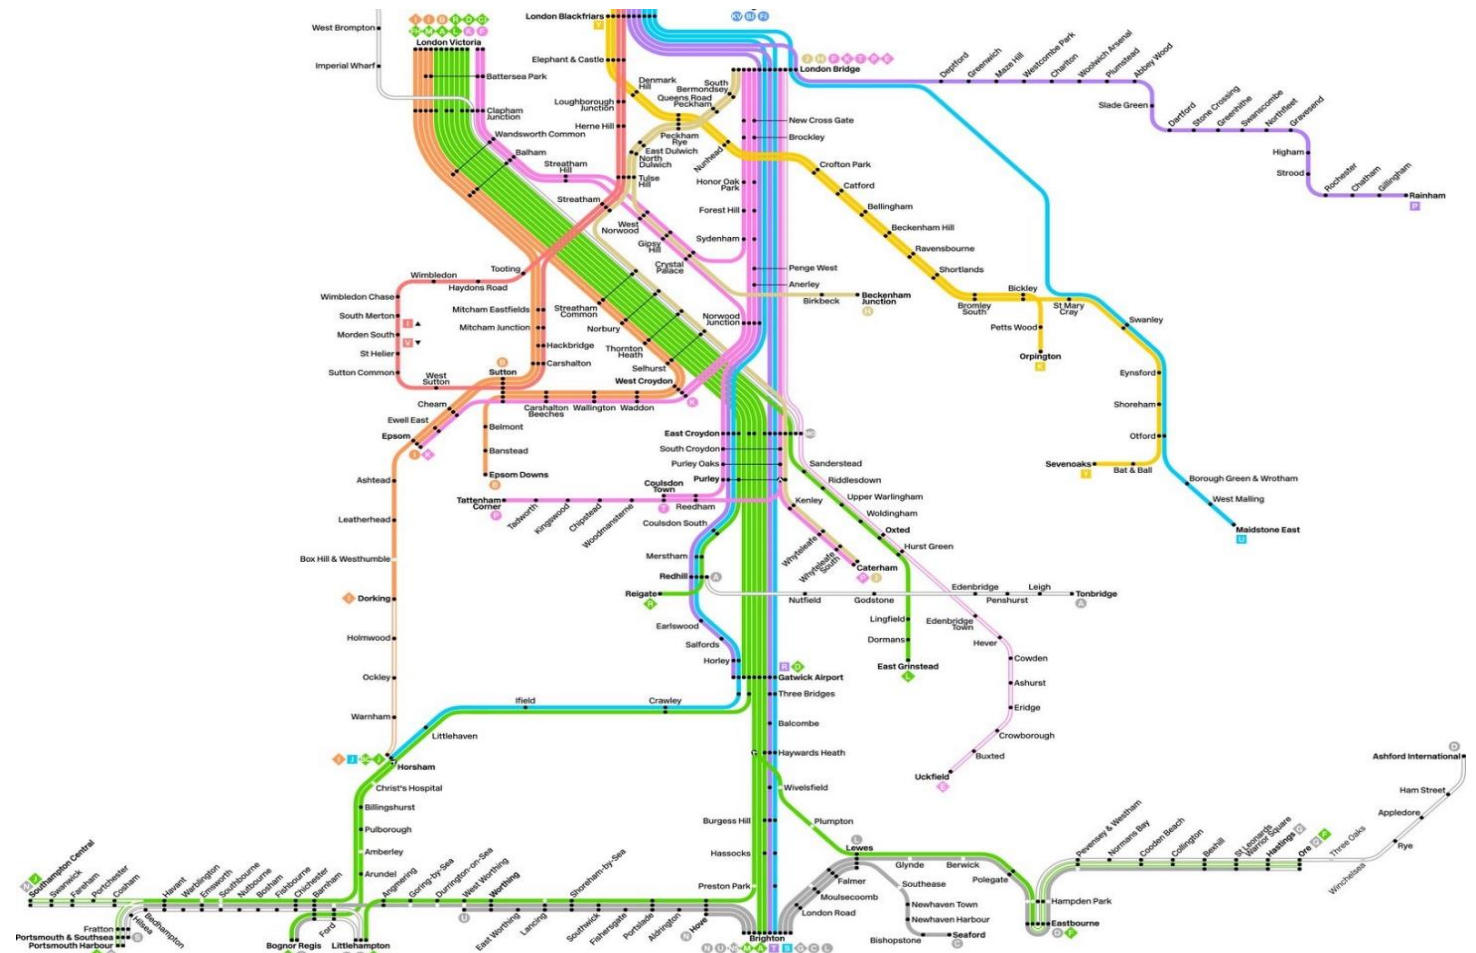 West Brompton
Imperial Wharf
London Victoria
Battersea Park
Clapham
Junction
Wandsworth Common
Balham
Streatham
Hill
London Blackfriars
Elephant & Castle
Loughborough
Junction
Herne Hill
Denmark
Hill
South
Bermondsey
Queens Road
Peckham
Peckham
Rye
East Dulwich
North
Dulwich
Tulse
Hill
Nunhead
London Bridge
New Cross Gate
Brockley
Honor Oak
Park
Forest Hill
Sydenham
Penge West
Anerley
Streatham
West
Norwood
Gipsy
Hill
Crystal
Palace
Birkbeck
Beckenham
Junction
Norwood
Junction
Deptford
Greenwich
Maze Hill
Westcombe Park
Charlton
Woolwich Arsenal
Plumstead
Abbey Wood
Slade Green
Dartford
Stone Crossing
Greenhithe
Swanscombe
Northfleet
Gravesend
Higham
Strood
Rochester
Chatham
Gillingham
Rainham
Crofton Park
Catford
Bellingham
Beckenham Hill
Ravensbourne
Shortlands
Bromley
South
Bickley
St Mary
Cray
Petts Wood
Orpington
Swanley
Eynsford
Shoreham
Otford
Sevenoaks
Bat & Ball
Borough Green & Wrotham
West Malling
Maidstone East
Tooting
Haydons Road
Wimbledon
Wimbledon Chase
South Merton
Morden South
St Helier
Sutton Common
West
Sutton
Mitcham Eastfields
Mitcham Junction
Hackbridge
Carshalton
Sutton
Streatham
Common
Norbury
Thornton
Heath
Selhurst
West Croydon
Waddon
Wallington
Carshalton
Beeches
Cheam
Ewell East
Epsom
Belmont
Banstead
Epsom Downs
Ashtead
Leatherhead
Box Hill & Westhumble
Dorking
Holmwood
Ockley
Warnham
East Croydon
South Croydon
Purley Oaks
Purley
Coulsdon
Town
Reedham
Tattenham
Corner
Tadworth
Kingswood
Chipstead
Woodmansterne
Coulsdon South
Merstham
Redhill
Reigate
Earlswood
Salfords
Horley
Gatwick Airport
Three Bridges
Balcombe
Haywards Heath
Wivelsfield
Burgess Hill
Hassocks
Preston Park
Brighton
Kenley
Whyteleafe
Whyteleafe
South
Caterham
Sanderstead
Riddlesdown
Upper Warlingham
Woldingham
Oxted
Hurst Green
Lingfield
Dormans
East Grinstead
Nutfield
Godstone
Edenbridge
Penshurst
Leigh
Tonbridge
Edenbridge
Town
Hever
Cowden
Ashurst
Eridge
Crowborough
Buxted
Uckfield
Crawley
Ifield
Littlehaven
Horsham
Christ's Hospital
Billingshurst
Pulborough
Amberley
Arundel
Southampton Central
Swanwick
Fareham
Portchester
Cosham
Havant
Warblington
Emsworth
Southbourne
Nutbourne
Bosham
Fishbourne
Chichester
Barnham
Bedhampton
Hilsea
Fratton
Portsmouth & Southsea
Portsmouth Harbour
Bognor Regis
Ford
Littlehampton
Angmering
Goring-by-Sea
Durrington-on-Sea
West Worthing
Worthing
East Worthing
Lancing
Shoreham-by-Sea
Southwick
Fishersgate
Portslade
Aldrington
Hove
London Road
Moulsecoomb
Falmer
Lewes
Plumpton
Glynde
Berwick
Polegate
Southease
Newhaven Town
Newhaven Harbour
Bishopstone
Seaford
Hampden Park
Eastbourne
Pevensey & Westham
Normans Bay
Cooden Beach
Collington
Bexhill
St Leonards
Warrior Square
Hastings
Ore
Three Oaks
Winchelsea
Rye
Appledore
Ham Street
Ashford International